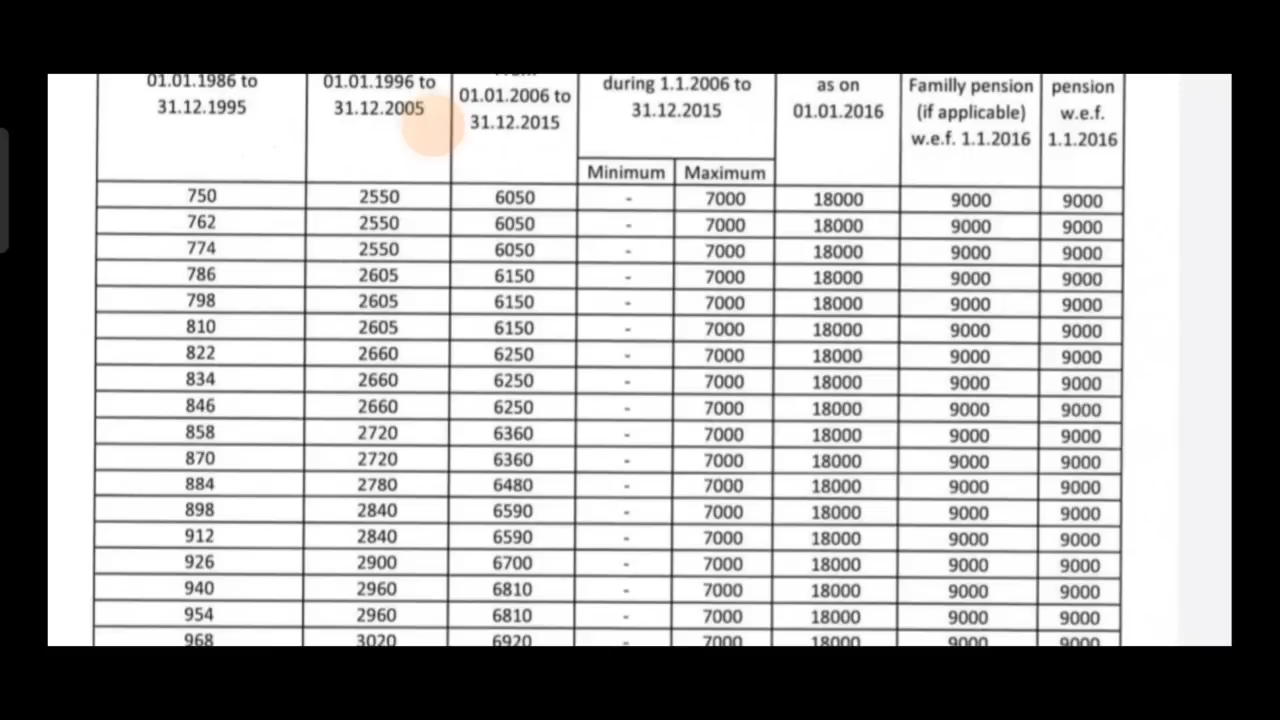 01.01.1986 to 01.01.1996 to during 1.1.2006 to as on Familly pension pension
31.12.1995 31.12.2005 01.01.2006 to 31.12.2015 01.01.2016 (if applicable) w.e.f.
31.12.2015 w.e.f. 1.1.2016 1.1.2016
Minimum Maximum
750 2550 6050 - 7000 18000 9000 9000
762 2550 6050 - 7000 18000 9000 9000
774 2550 6050 - 7000 18000 9000 9000
786 2605 6150 - 7000 18000 9000 9000
798 2605 6150 - 7000 18000 9000 9000
810 2605 6150 - 7000 18000 9000 9000
822 2660 6250 - 7000 18000 9000 9000
834 2660 6250 - 7000 18000 9000 9000
846 2660 6250 - 7000 18000 9000 9000
858 2720 6360 - 7000 18000 9000 9000
870 2720 6360 - 7000 18000 9000 9000
884 2780 6480 - 7000 18000 9000 9000
898 2840 6590 - 7000 18000 9000 9000
912 2840 6590 - 7000 18000 9000 9000
926 2900 6700 - 7000 18000 9000 9000
940 2960 6810 - 7000 18000 9000 9000
954 2960 6810 - 7000 18000 9000 9000
968 3020 6920 - 7000 18000 9000 9000